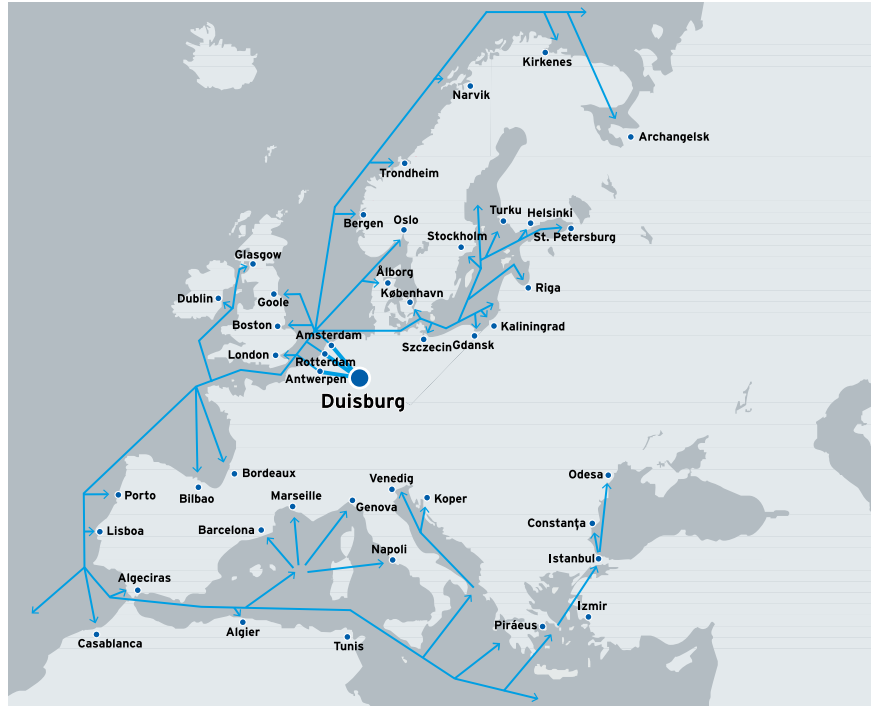 Kirkenes
Narvik
Archangelsk
Trondheim
Bergen
Oslo
Turku
Helsinki
Stockholm
St. Petersburg
Glasgow
Ålborg
Dublin
Goole
København
Riga
Boston
Kaliningrad
Amsterdam
Szczecin
Gdansk
London
Rotterdam
Antwerpen
Duisburg
Bordeaux
Venedig
Odesa
Porto
Bilbao
Marseille
Genova
Koper
Lisboa
Barcelona
Constanţa
Napoli
Istanbul
Algeciras
Izmir
Algier
Piräeus
Casablanca
Tunis